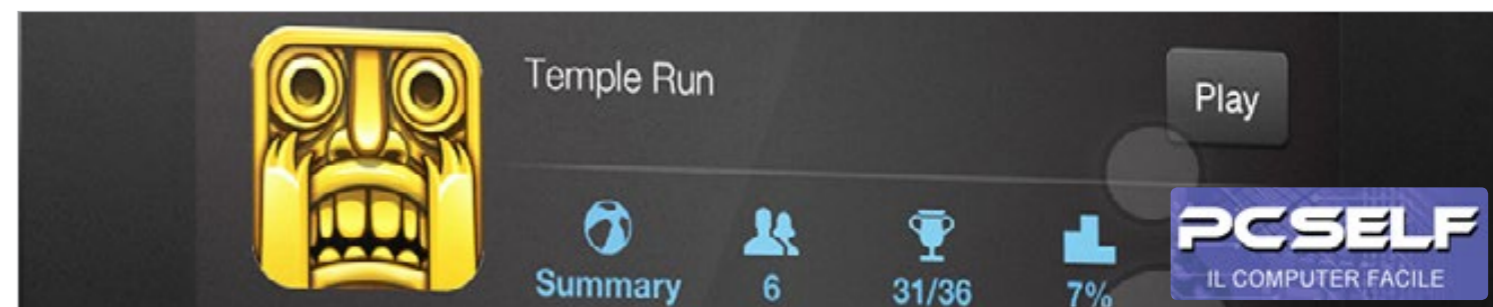 Temple Run
Play
Summary
6
31/36
7%
PCSELF
IL COMPUTER FACILE